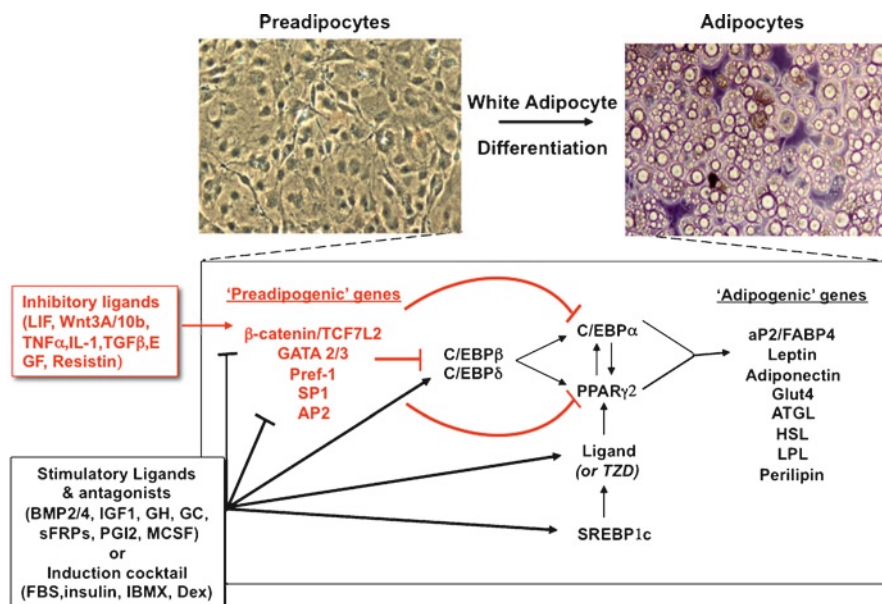 Preadipocytes
Adipocytes
White Adipocyte
Differentiation
Inhibitory ligands
(LIF, Wnt3A/10b,
TNFα,IL-1,TGFβ,E
GF, Resistin)
'Preadipogenic' genes
β-catenin/TCF7L2
GATA 2/3
Pref-1
SP1
AP2
C/EBPβ
C/EBPδ
C/EBPα
PPARγ2
Ligand
(or TZD)
SREBP1c
'Adipogenic' genes
aP2/FABP4
Leptin
Adiponectin
Glut4
ATGL
HSL
LPL
Perilipin
Stimulatory Ligands
& antagonists
(BMP2/4, IGF1, GH, GC,
sFRPs, PGI2, MCSF)
or
Induction cocktail
(FBS,insulin, IBMX, Dex)